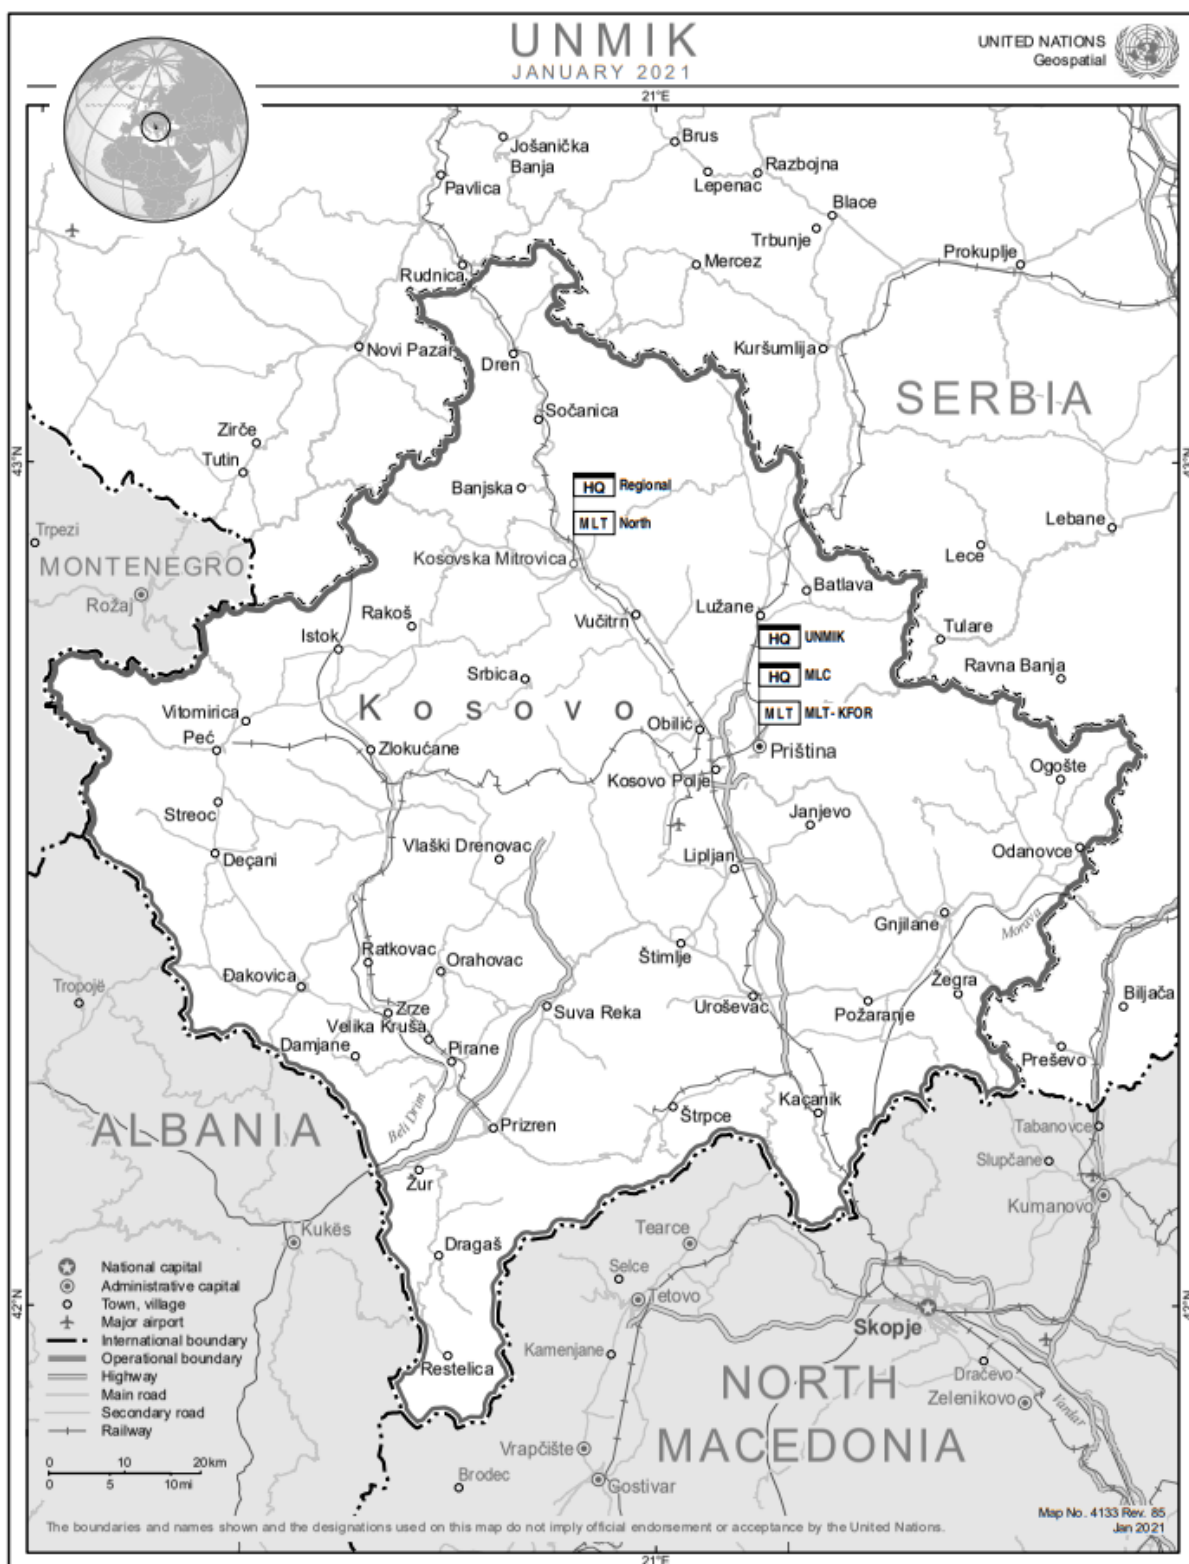 UNMIK
JANUARY 2021
UNITED NATIONS
Geospatial
21°E
Jošanička
Banja
Brus
Pavlica
Lepenac
Razbojna
Blace
Trbunje
Rudnica
Mercez
Prokuplje
Novi Pazar
Dren
Kuršumlija
SERBIA
Sočanica
Zirče
Tutin
43°N
43°N
Banjska
HQ Regional
MLT North
Trpezi
Lebane
Lece
MONTENEGRO
Kosovska Mitrovica
Rožaj
Batlava
Rakoš
Vučitrn
Lužane
Istok
HQ UNMIK
Tulare
Srbica
HQ MLC
Ravna Banja
Kosovo
Vitomirica
Obilić
MLT MLT-KFOR
Peć
Zlokućane
Priština
Kosovo Polje
Ogošte
Streoc
Janjevo
Vlaški Drenovac
Deçani
Lipljan
Odanovce
Gnjilane
Morava
Ratkovac
Orahovac
Štimlje
Đakovica
Tropojë
Žegra
Zrze
Suva Reka
Uroševac
Požaranje
Biljača
Velika Kruša
Damjane
Pirane
Preševo
ALBANIA
Beli Drim
Prizren
Štrpce
Kaçanik
Tabanovce
Slupčane
Žur
Kumanovo
Kukës
Tearce
Dragaš
Selce
Tetovo
National capital
Administrative capital
Town, village
Major airport
International boundary
Operational boundary
Highway
Main road
Secondary road
Railway
42°N
42°N
Skopje
Restelica
Kamenjane
Dračevo
NORTH
MACEDONIA
Zelenikovo
Vardar
Vrapčište
0 10 20km
0 5 10mi
Brodec
Gostivar
The boundaries and names shown and the designations used on this map do not imply official endorsement or acceptance by the United Nations.
Map No. 4133 Rev. 85
Jan 2021
21°E